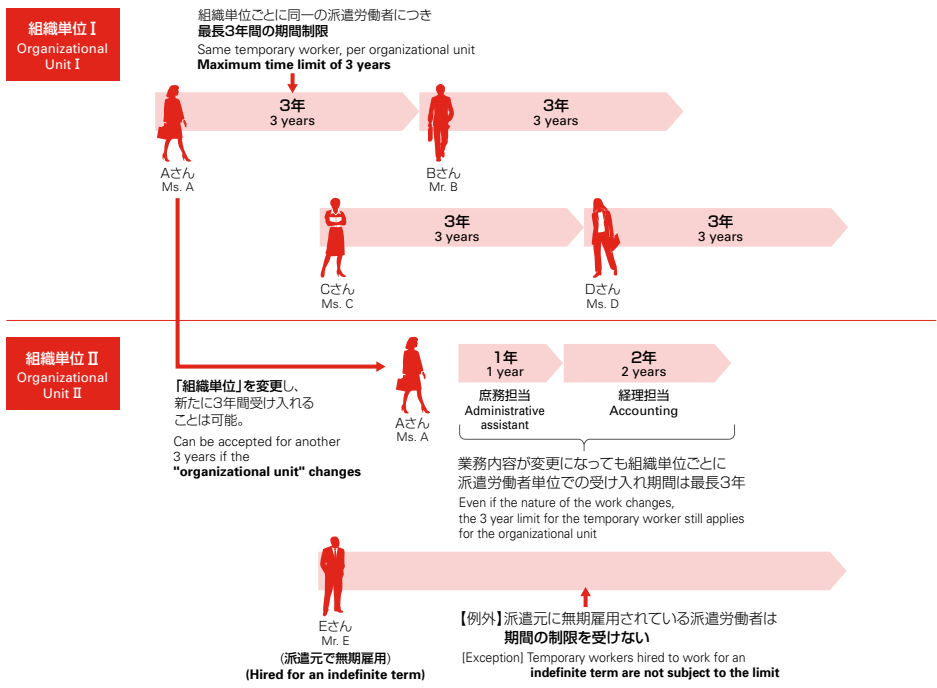 組織単位Ⅰ
Organizational
Unit Ⅰ
組織単位ごとに同一の派遣労働者につき
最長3年間の期間制限
Same temporary worker, per organizational unit
Maximum time limit of 3 years
3年
3 years
3年
3 years
Aさん
Ms. A
Bさん
Mr. B
3年
3 years
3年
3 years
Cさん
Ms. C
Dさん
Ms. D
組織単位Ⅱ
Organizational
Unit Ⅱ
「組織単位」を変更し、
新たに3年間受け入れる
ことは可能。
Can be accepted for another
3 years if the
"organizational unit" changes
Aさん
Ms. A
1年
1 year
2年
2 years
庶務担当
Administrative
assistant
経理担当
Accounting
業務内容が変更になっても組織単位ごとに
派遣労働者単位での受け入れ期間は最長3年
Even if the nature of the work changes,
the 3 year limit for the temporary worker still applies
for the organizational unit
Eさん
Mr. E
(派遣元で無期雇用)
(Hired for an indefinite term)
【例外】派遣元に無期雇用されている派遣労働者は
期間の制限を受けない
[Exception] Temporary workers hired to work for an
indefinite term are not subject to the limit